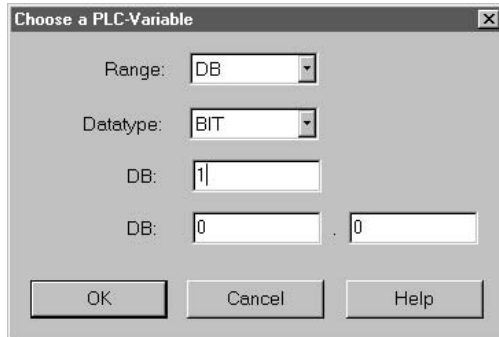 Choose a PLC-Variable
Range: DB
Datatype: BIT
DB: 1
DB: 0 . 0
OK Cancel Help